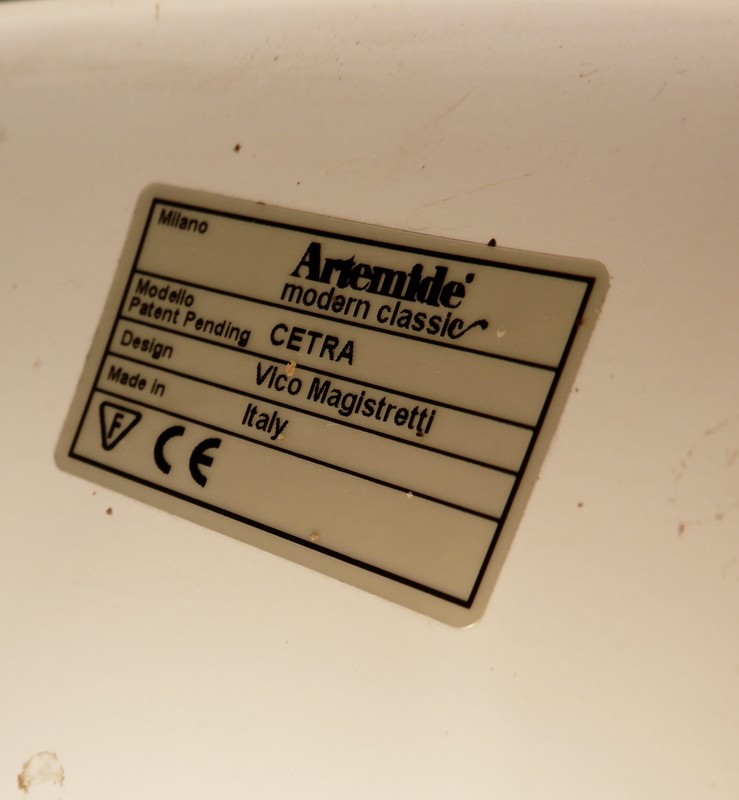 Milano
Artemide
modern classic
Modello
Patent Pending CETRA
Design Vico Magistretti
Made in Italy
F CE